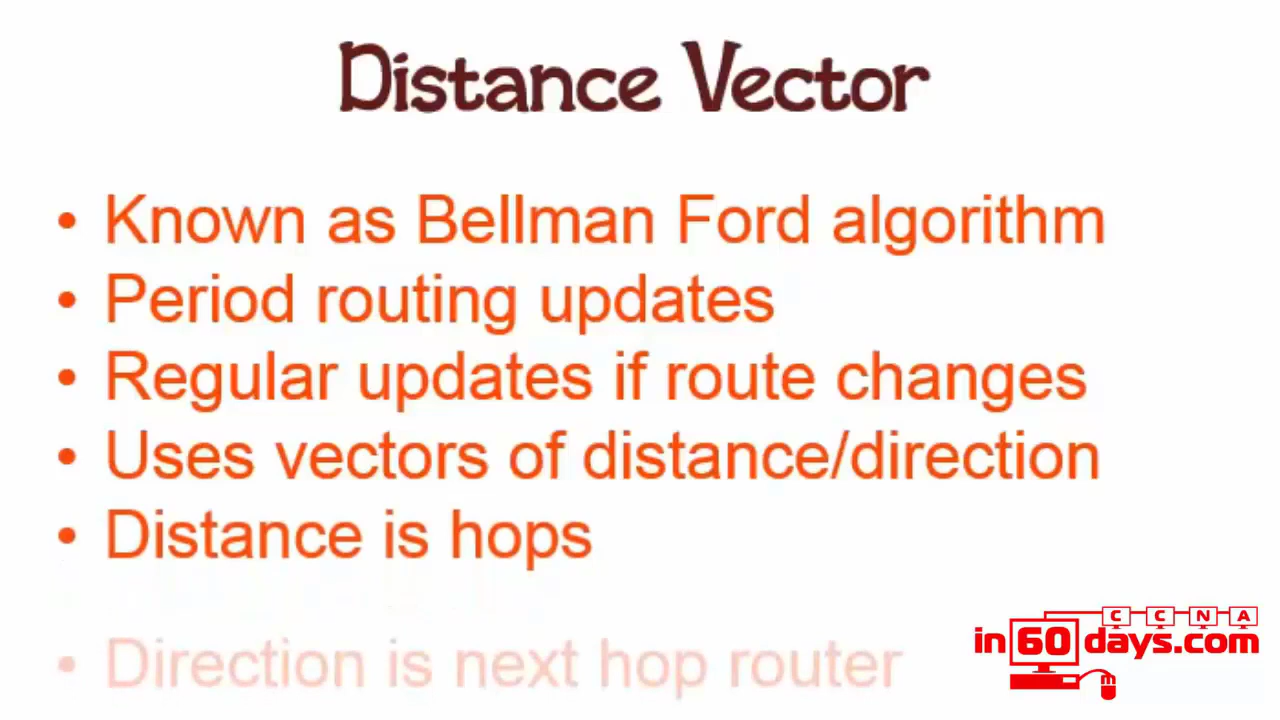 Distance Vector
• Known as Bellman Ford algorithm
• Period routing updates
• Regular updates if route changes
• Uses vectors of distance/direction
• Distance is hops
• Direction is next hop router
CCNA
in60days.com